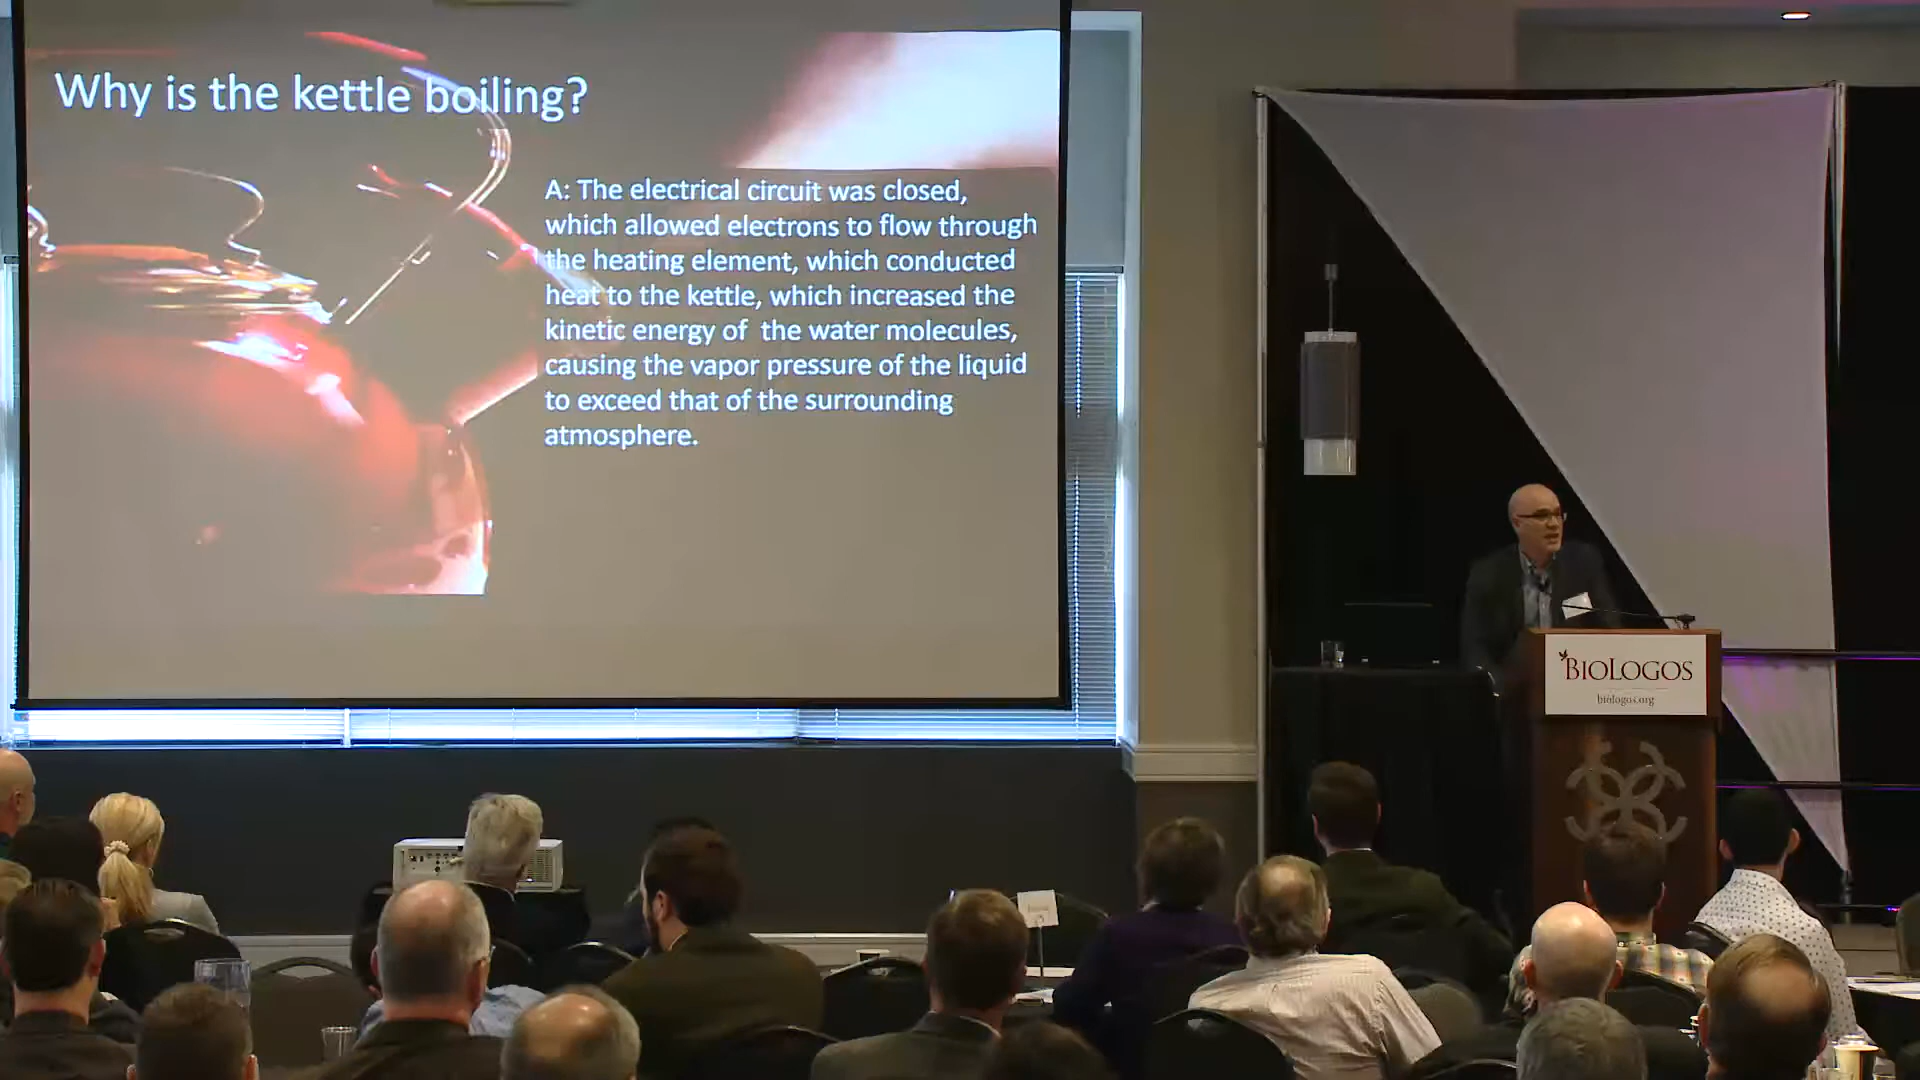 Why is the kettle boiling?
A: The electrical circuit was closed,
which allowed electrons to flow through
the heating element, which conducted
heat to the kettle, which increased the
kinetic energy of  the water molecules,
causing the vapor pressure of the liquid
to exceed that of the surrounding
atmosphere.
BIOLOGOS
biologos.org